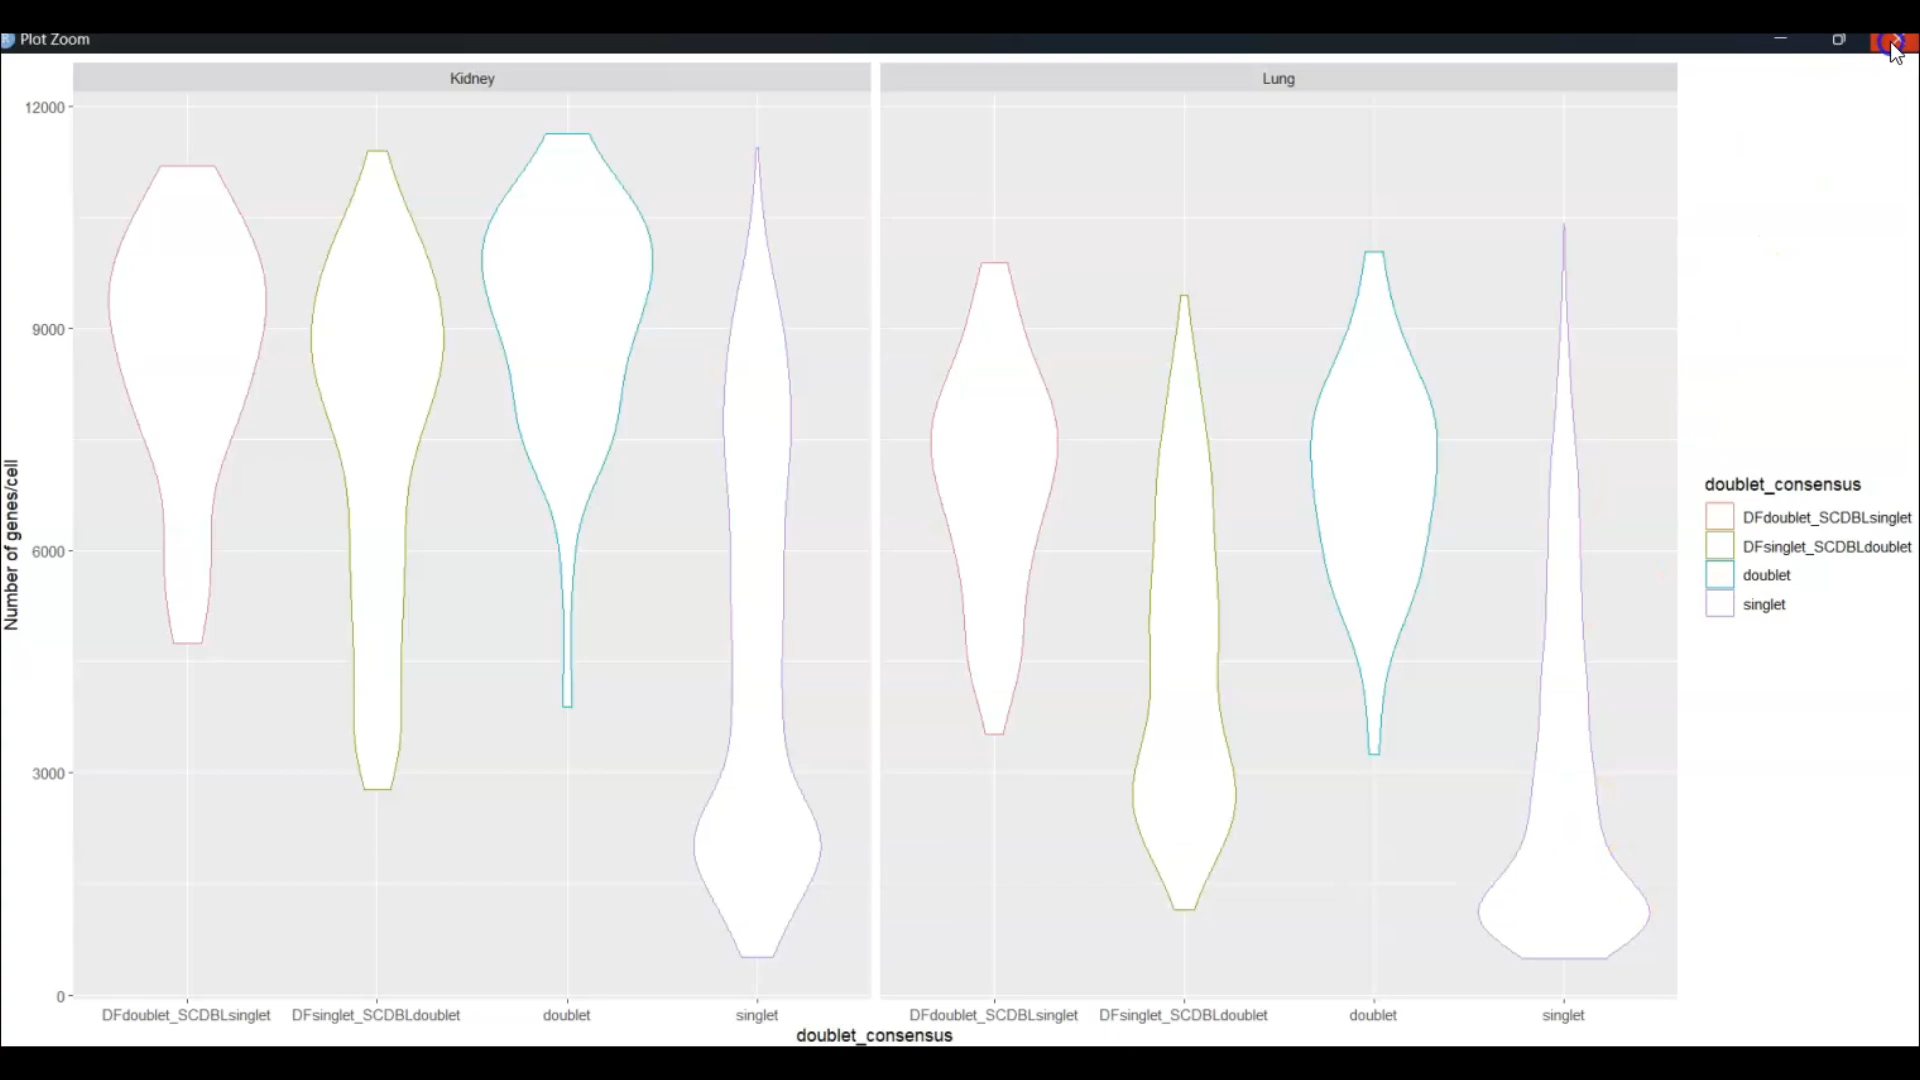 Plot Zoom
Kidney
Lung
12000
9000
6000
3000
0
Number of genes/cell
DFdoublet_SCDBLsinglet
DFsinglet_SCDBLdoublet
doublet
singlet
DFdoublet_SCDBLsinglet
DFsinglet_SCDBLdoublet
doublet
singlet
doublet_consensus
doublet_consensus
DFdoublet_SCDBLsinglet
DFsinglet_SCDBLdoublet
doublet
singlet